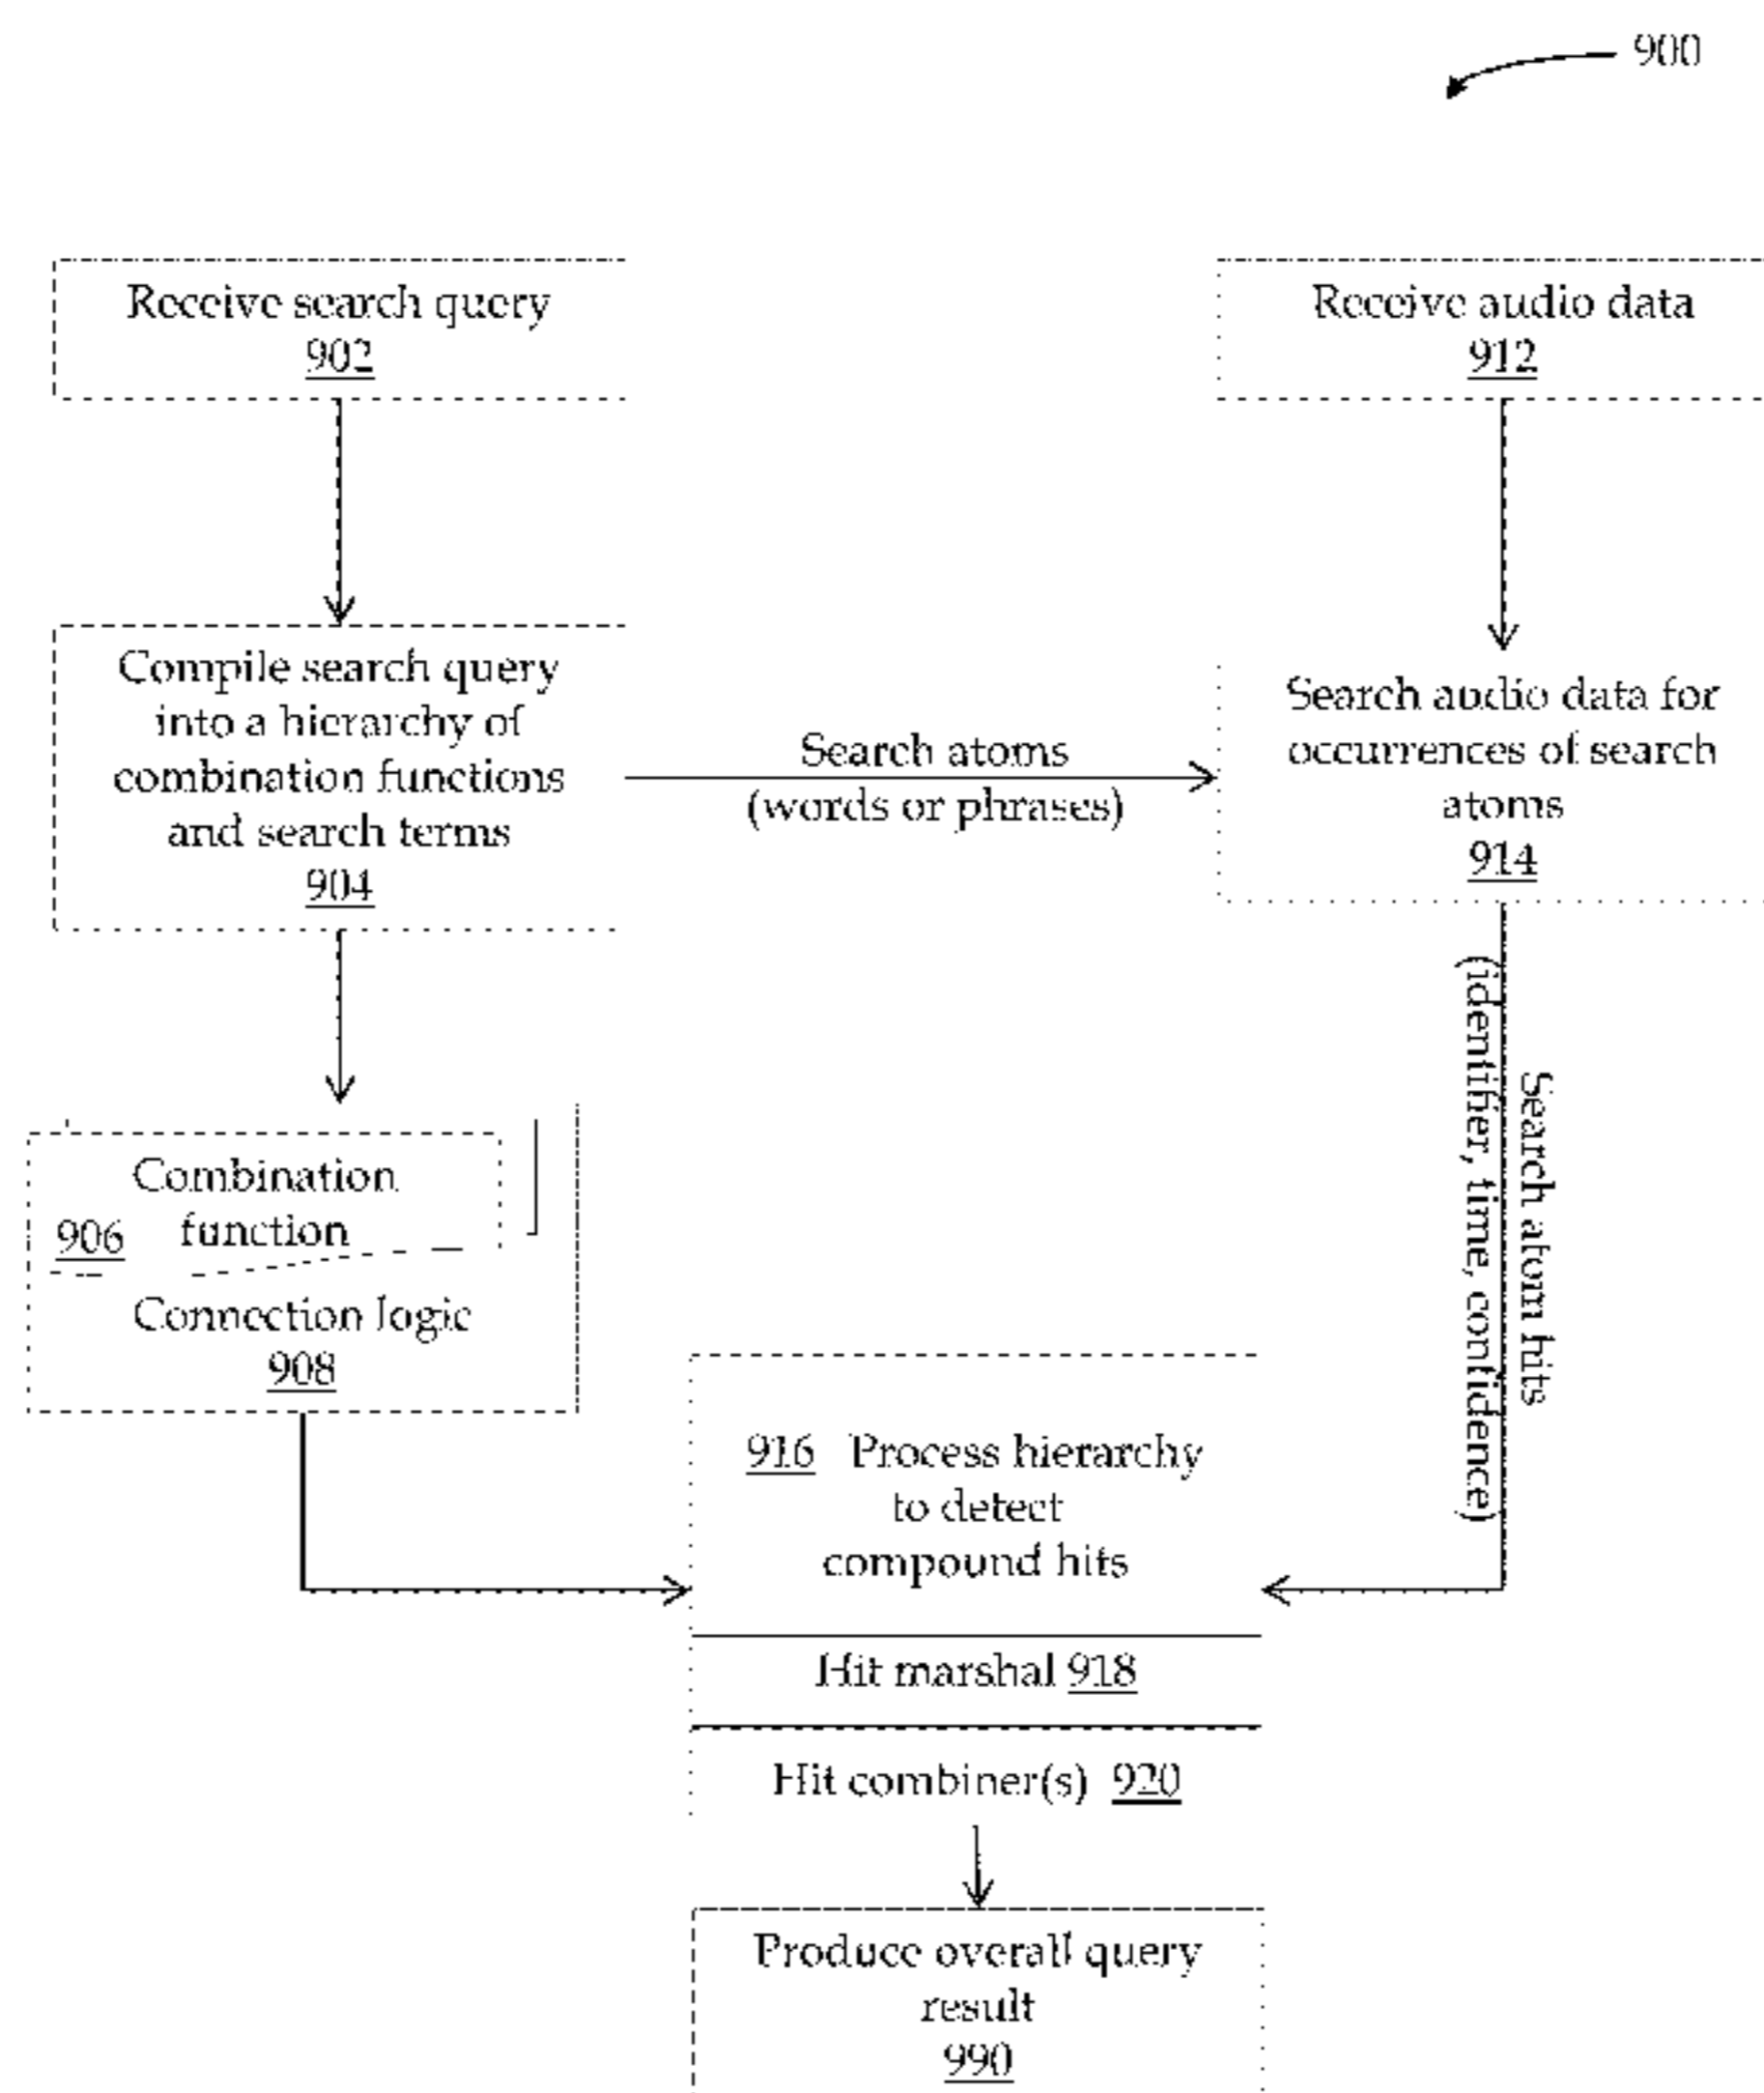 900
Receive search query
902
Receive audio data
912
Compile search query
into a hierarchy of
combination functions
and search terms
904
Search atoms
(words or phrases)
Search audio data for
occurrences of search
atoms
914
Search atom hits
(identifier, time, confidence)
Combination
906 function
Connection logic
908
916 Process hierarchy
to detect
compound hits
Hit marshal 918
Hit combiner(s) 920
Produce overall query
result
990